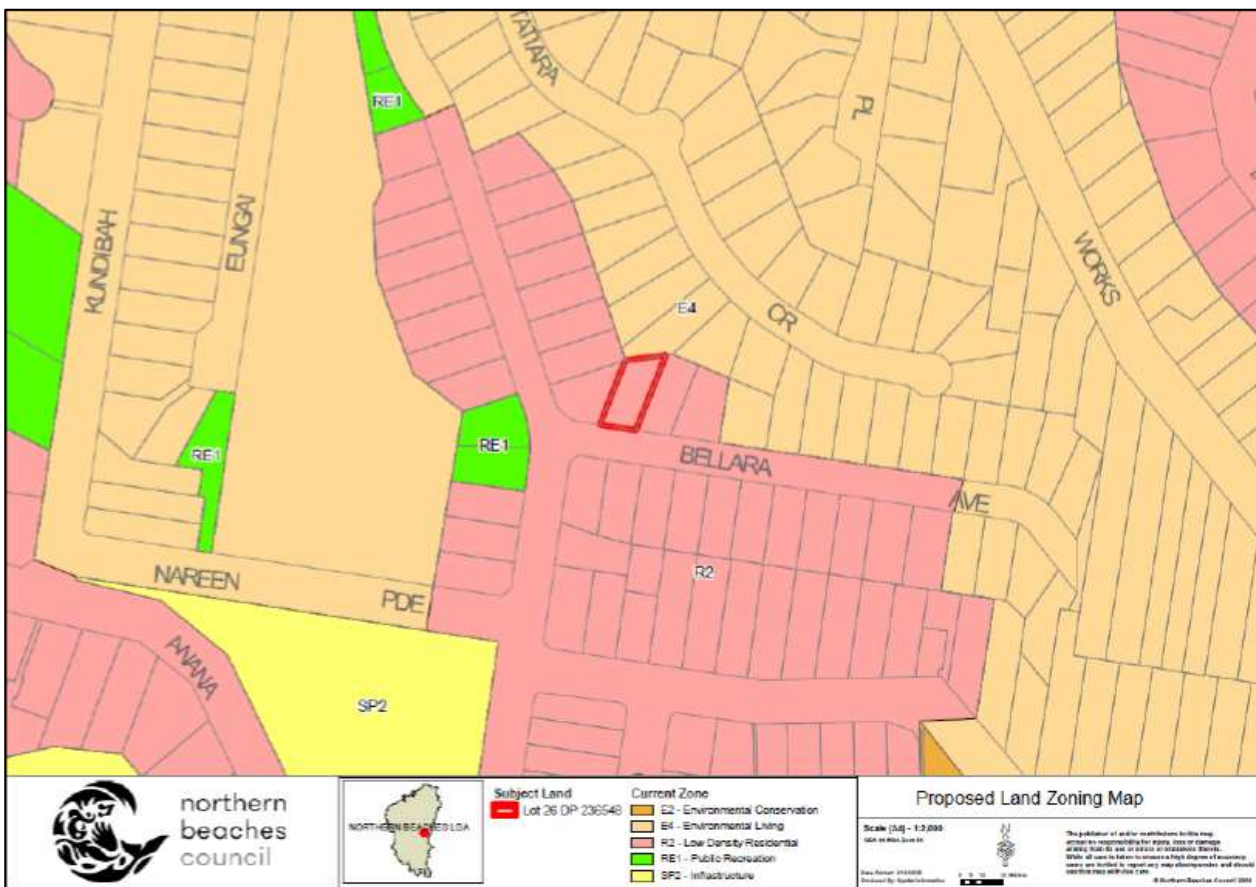 TATIARA
RE1
PL
KUNDIBAH
EUNGAI
WORKS
E4
CR
RE1
RE1
BELLARA
AVE
NAREEN
PDE
R2
ANANA
SP2
northern
beaches
council
NORTHERN BEACHES LGA
Subject Land
Lot 26 DP 236548
Current Zone
E2 - Environmental Conservation
E4 - Environmental Living
R2 - Low Density Residential
RE1 - Public Recreation
SP2 - Infrastructure
Proposed Land Zoning Map
Scale (A4) - 1:2,000
N